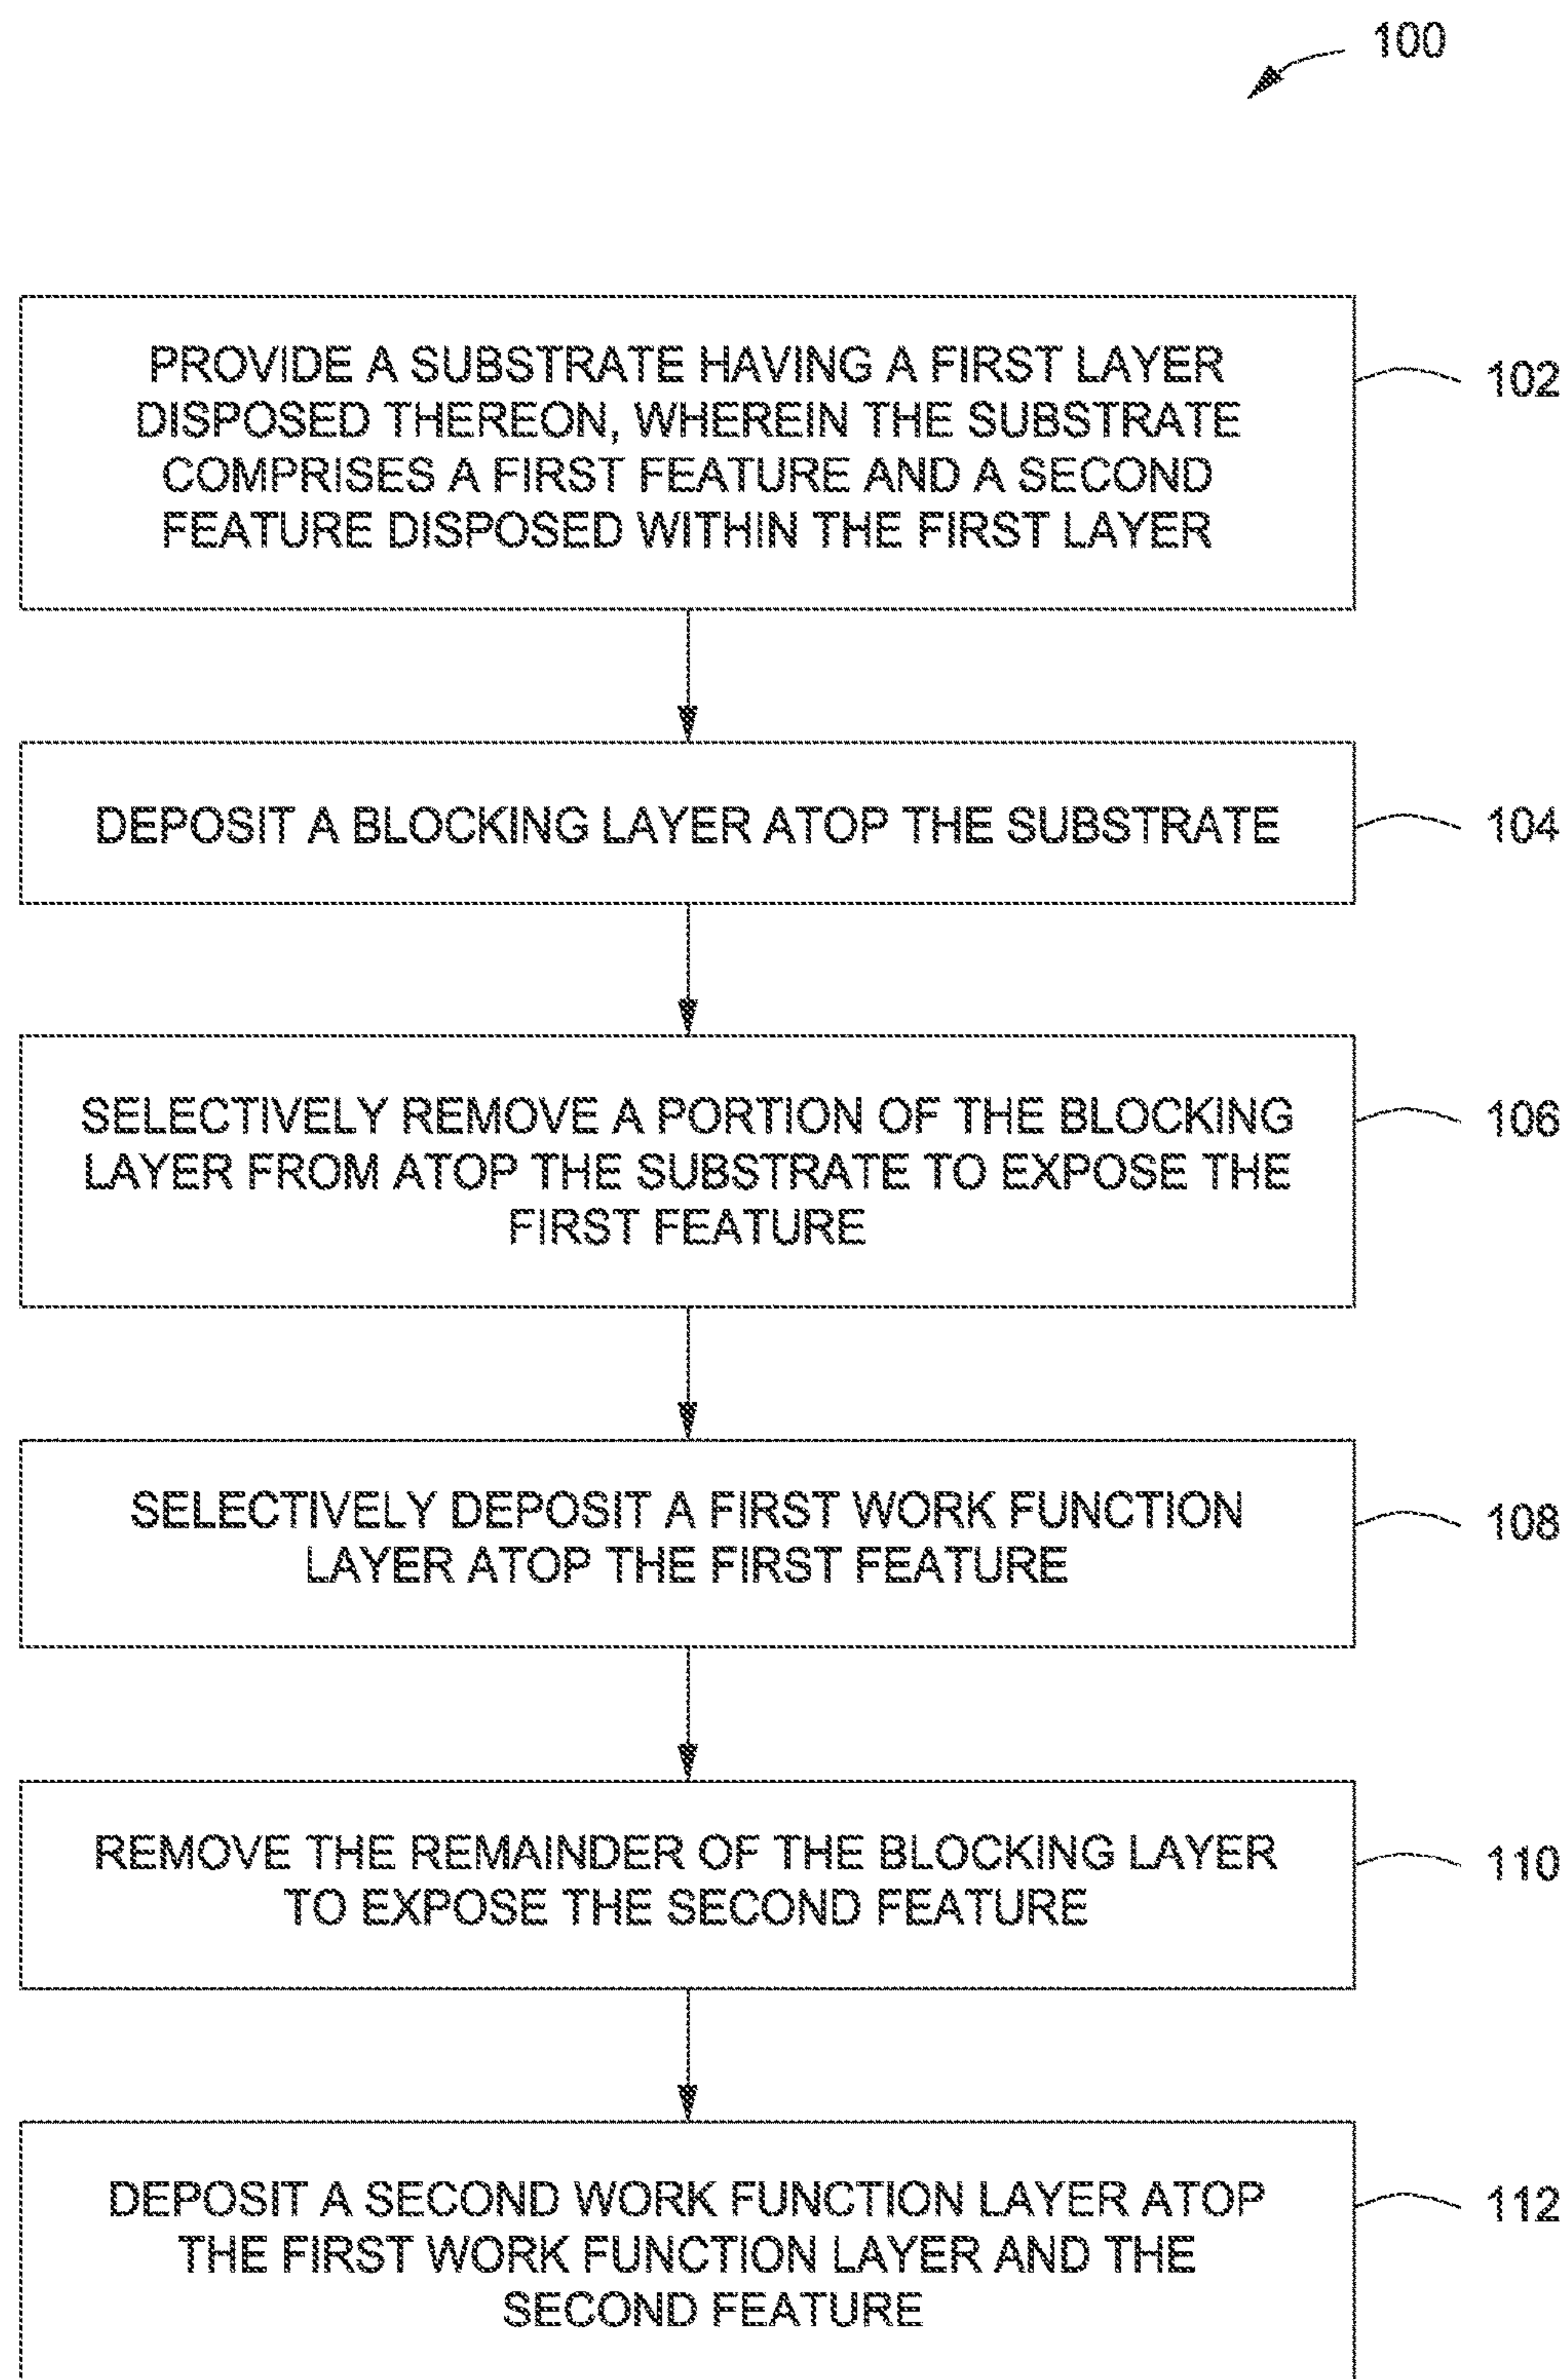 100
PROVIDE A SUBSTRATE HAVING A FIRST LAYER
DISPOSED THEREON, WHEREIN THE SUBSTRATE
COMPRISES A FIRST FEATURE AND A SECOND
FEATURE DISPOSED WITHIN THE FIRST LAYER
102
DEPOSIT A BLOCKING LAYER ATOP THE SUBSTRATE
104
SELECTIVELY REMOVE A PORTION OF THE BLOCKING
LAYER FROM ATOP THE SUBSTRATE TO EXPOSE THE
FIRST FEATURE
106
SELECTIVELY DEPOSIT A FIRST WORK FUNCTION
LAYER ATOP THE FIRST FEATURE
108
REMOVE THE REMAINDER OF THE BLOCKING LAYER
TO EXPOSE THE SECOND FEATURE
110
DEPOSIT A SECOND WORK FUNCTION LAYER ATOP
THE FIRST WORK FUNCTION LAYER AND THE
SECOND FEATURE
112